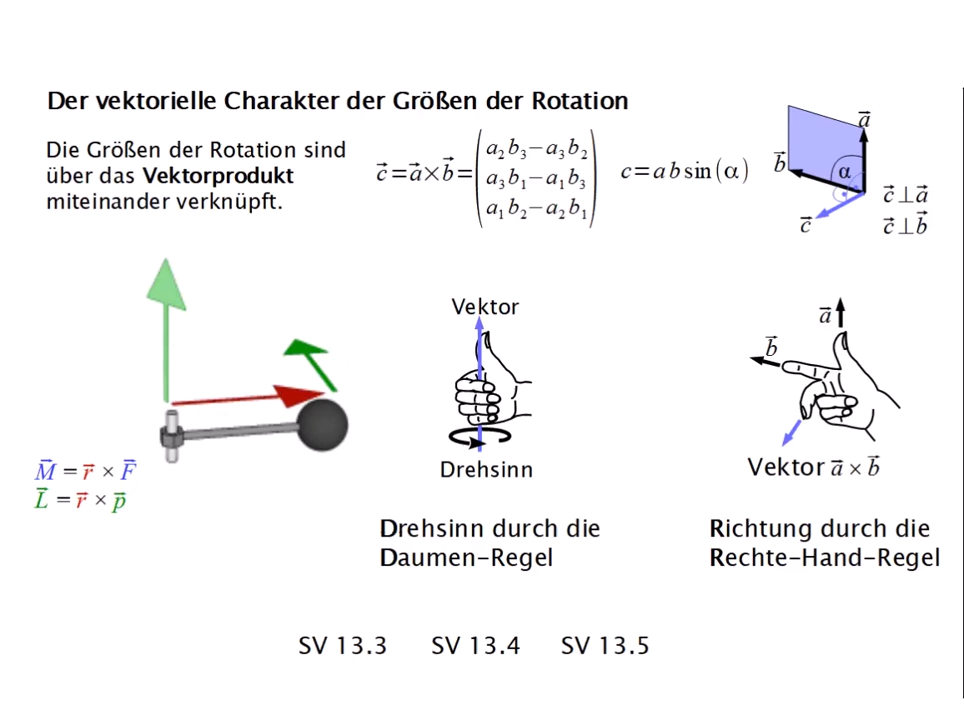 Der vektorielle Charakter der Größen der Rotation
Die Größen der Rotation sind
über das Vektorprodukt
miteinander verknüpft.
c⃗=a⃗×b⃗=(a₂b₃−a₃b₂
a₃b₁−a₁b₃
a₁b₂−a₂b₁)
c=ab sin(α)
a⃗
b⃗
α
c⃗
c⃗⊥a⃗
c⃗⊥b⃗
Vektor
Drehsinn
a⃗
b⃗
Vektor a⃗×b⃗
M⃗ = r⃗ × F⃗
L⃗ = r⃗ × p⃗
Drehsinn durch die
Daumen-Regel
Richtung durch die
Rechte-Hand-Regel
SV 13.3 SV 13.4 SV 13.5